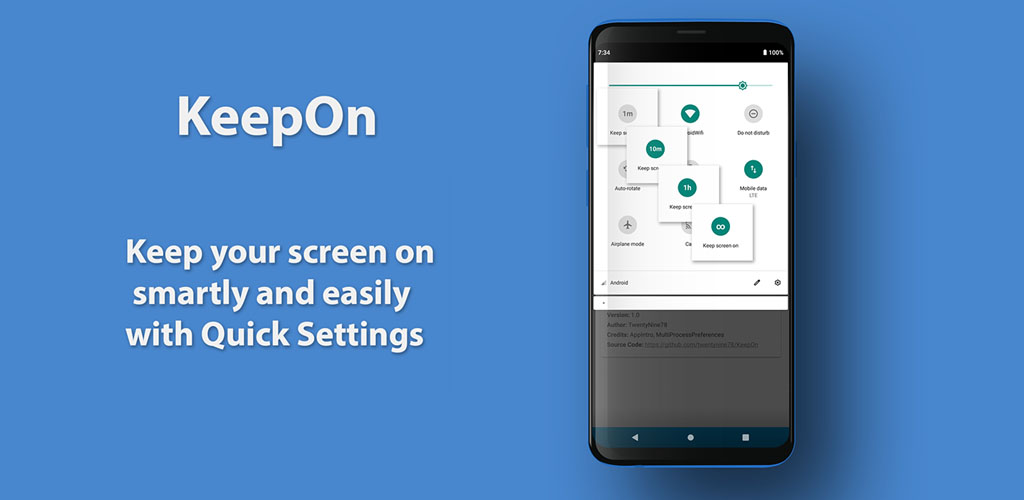 KeepOn
Keep your screen on
smartly and easily
with Quick Settings
7:34
100%
1m
Do not disturb
10m
Auto-rotate
1h
Mobile data
LTE
∞
Airplane mode
Keep screen on
Android
Version: 1.0
Author: TwentyNine78
Credits: AppIntro, MultiProcessPreferences
Source Code: https://github.com/twentynine78/KeepOn